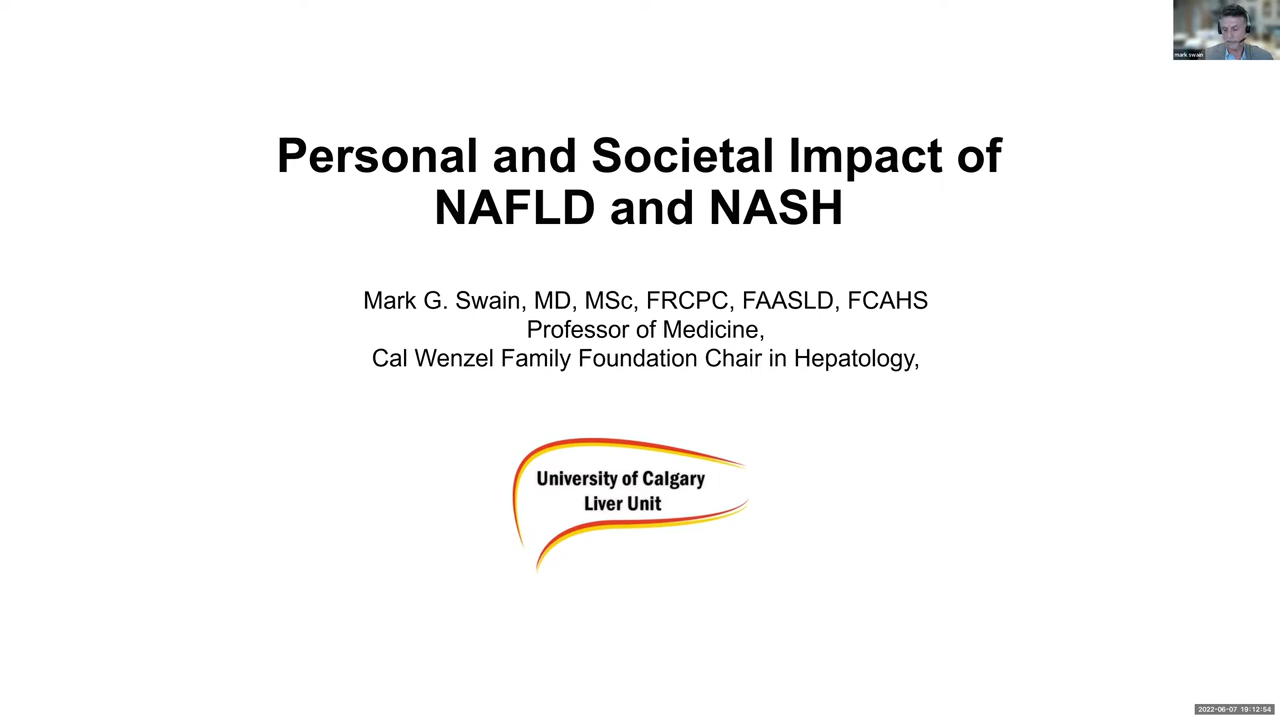 mark swain
Personal and Societal Impact of
NAFLD and NASH
Mark G. Swain, MD, MSc, FRCPC, FAASLD, FCAHS
Professor of Medicine,
Cal Wenzel Family Foundation Chair in Hepatology,
University of Calgary
Liver Unit
2022-06-07 19:12:54